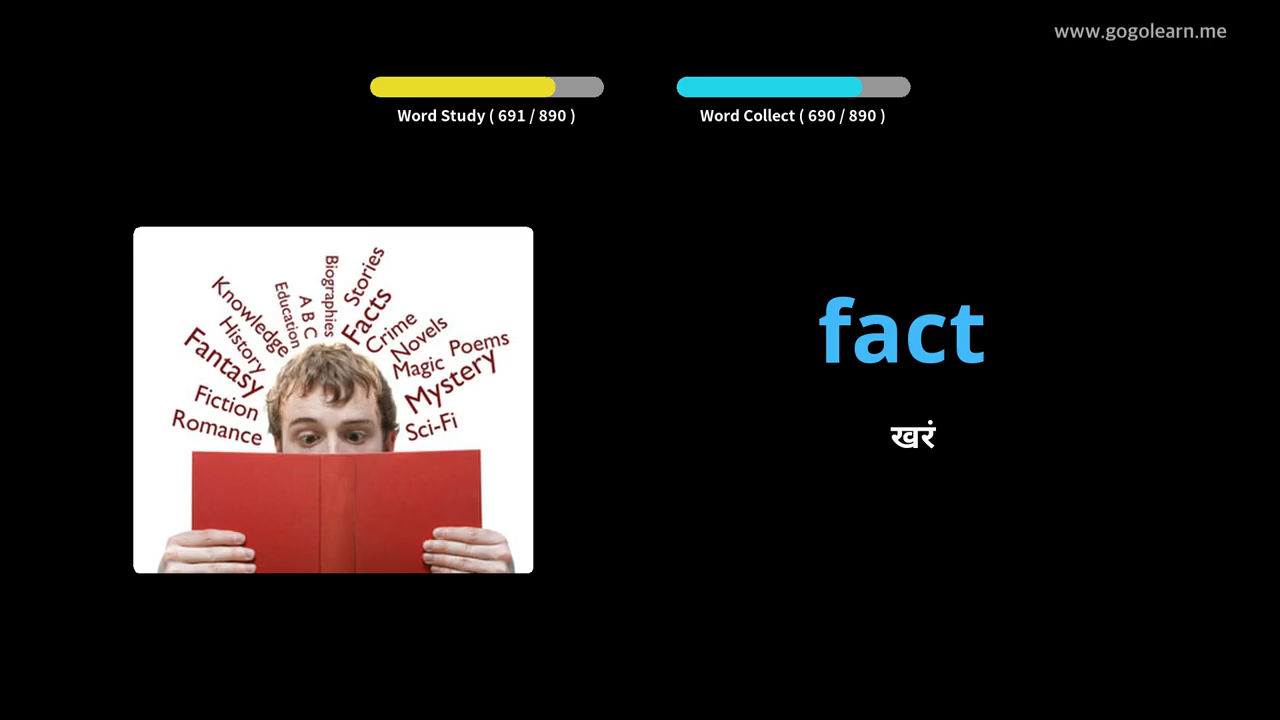 www.gogolearn.me
Word Study ( 691 / 890 )
Word Collect ( 690 / 890 )
Knowledge
History
Fantasy
Fiction
Romance
Education
A B C
Biographies
Stories
Facts
Crime
Novels
Magic
Poems
Mystery
Sci-Fi
fact
खरं